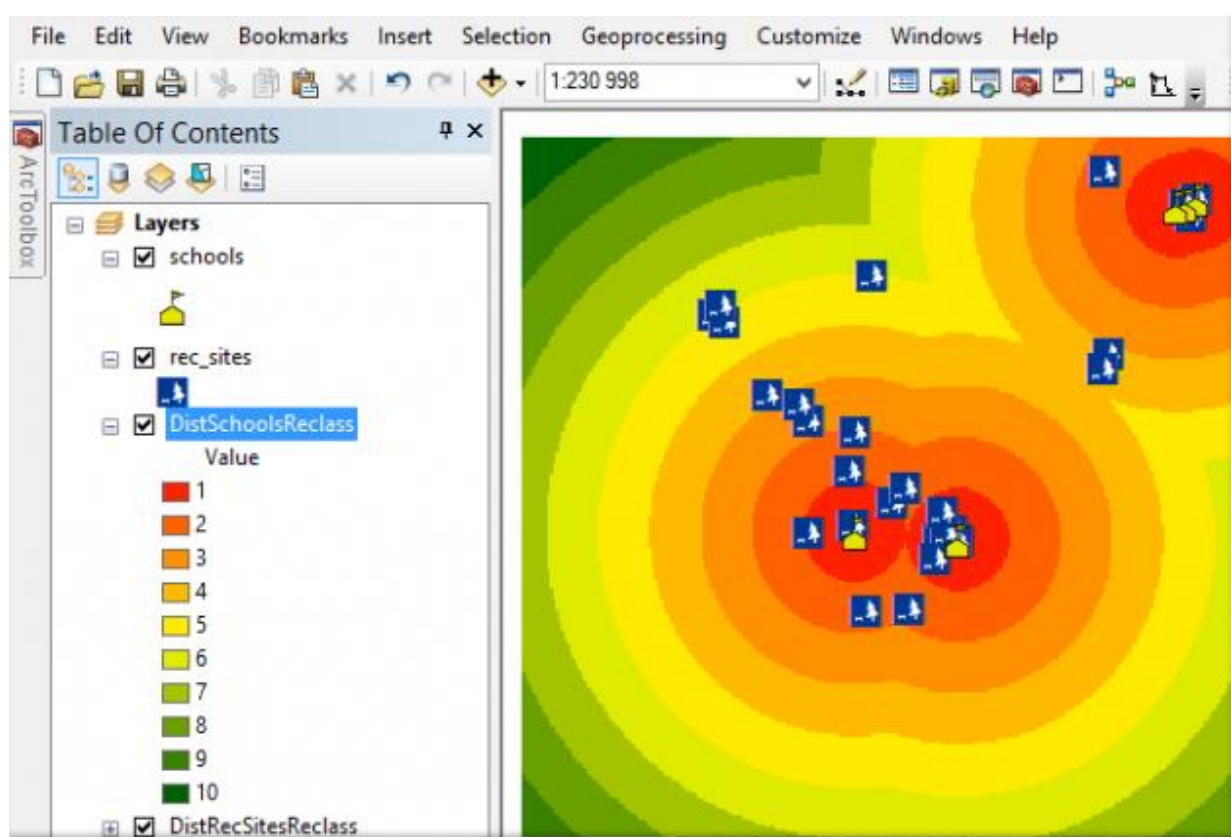 File Edit View Bookmarks Insert Selection Geoprocessing Customize Windows Help
1:230 998
Table Of Contents
ArcToolbox
Layers
schools
rec_sites
DistSchoolsReclass
Value
1
2
3
4
5
6
7
8
9
10
DistRecSitesReclass